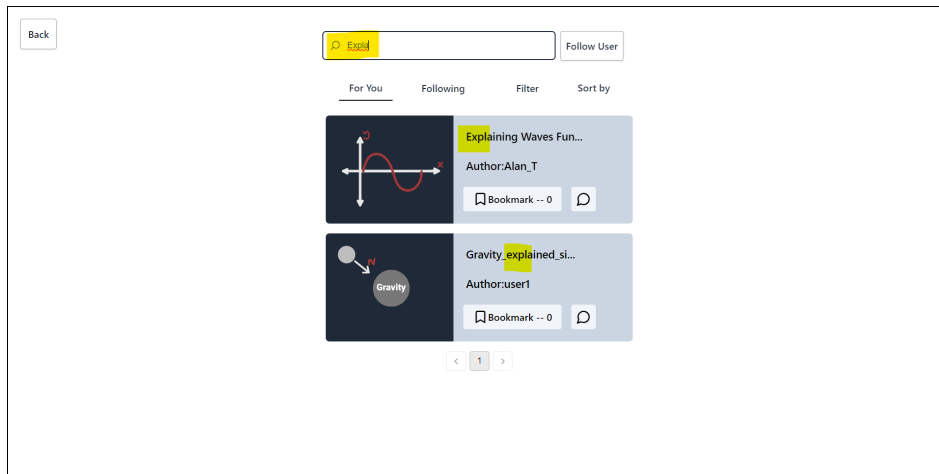 Back
Expla
Follow User
For You Following Filter Sort by
Explaining Waves Fun...
Author:Alan_T
Bookmark -- 0
Gravity_explained_si...
Gravity
Author:user1
Bookmark -- 0
1